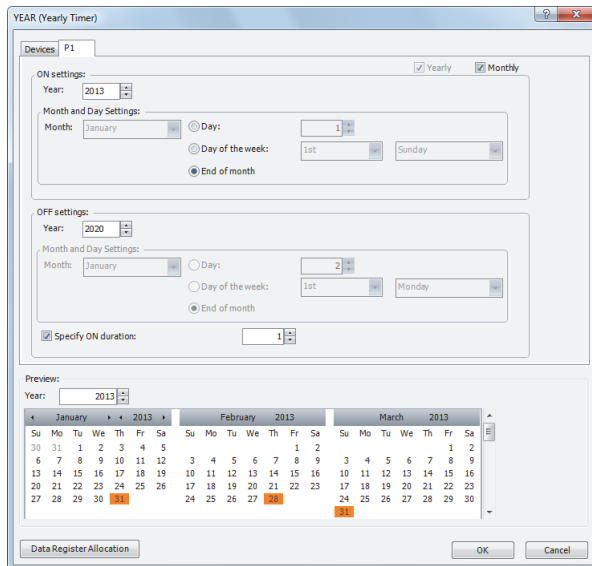 YEAR (Yearly Timer)
Devices P1
Yearly Monthly
ON settings:
Year: 2013
Month and Day Settings:
Month: January Day: 1
Day of the week: 1st Sunday
End of month
OFF settings:
Year: 2020
Month and Day Settings:
Month: January Day: 2
Day of the week: 1st Monday
End of month
Specify ON duration: 1
Preview:
Year: 2013
January 2013 February 2013 March 2013
Su Mo Tu We Th Fr Sa Su Mo Tu We Th Fr Sa Su Mo Tu We Th Fr Sa
30 31 1 2 3 4 5 1 2 1 2
6 7 8 9 10 11 12 3 4 5 6 7 8 9 3 4 5 6 7 8 9
13 14 15 16 17 18 19 10 11 12 13 14 15 16 10 11 12 13 14 15 16
20 21 22 23 24 25 26 17 18 19 20 21 22 23 17 18 19 20 21 22 23
27 28 29 30 31 24 25 26 27 28 24 25 26 27 28 29 30
31
Data Register Allocation OK Cancel